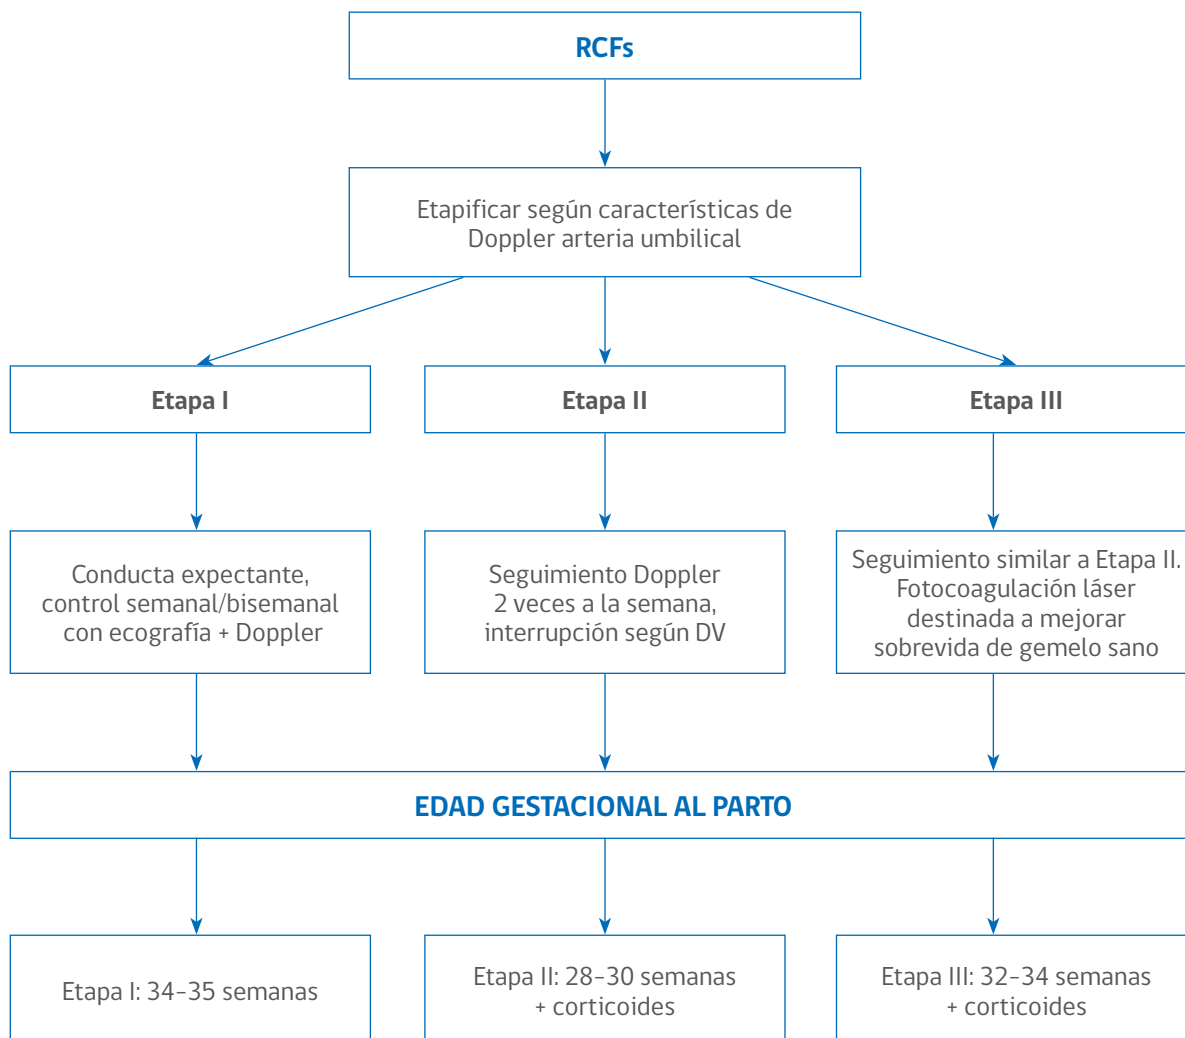 RCFs
Etapificar según características de
Doppler arteria umbilical
Etapa I
Etapa II
Etapa III
Conducta expectante,
control semanal/bisemanal
con ecografía + Doppler
Seguimiento Doppler
2 veces a la semana,
interrupción según DV
Seguimiento similar a Etapa II.
Fotocoagulación láser
destinada a mejorar
sobrevida de gemelo sano
EDAD GESTACIONAL AL PARTO
Etapa I: 34–35 semanas
Etapa II: 28–30 semanas
+ corticoides
Etapa III: 32–34 semanas
+ corticoides